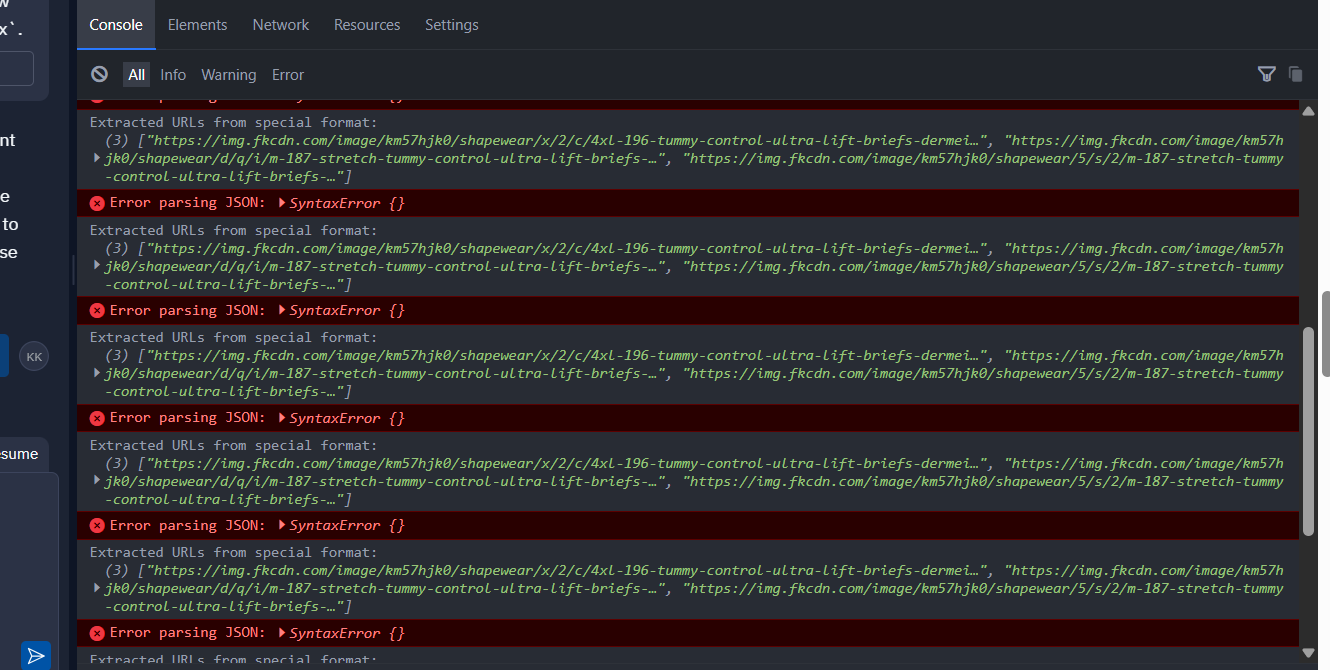 x`.
nt
e
to
se
KK
esume
Console Elements Network Resources Settings
All Info Warning Error
Extracted URLs from special format:
(3) ["https://img.fkcdn.com/image/km57hjk0/shapewear/x/2/c/4xl-196-tummy-control-ultra-lift-briefs-dermei…", "https://img.fkcdn.com/image/km57h
jk0/shapewear/d/q/i/m-187-stretch-tummy-control-ultra-lift-briefs-…", "https://img.fkcdn.com/image/km57hjk0/shapewear/5/s/2/m-187-stretch-tummy
-control-ultra-lift-briefs-…"]
Error parsing JSON: SyntaxError {}
Extracted URLs from special format:
(3) ["https://img.fkcdn.com/image/km57hjk0/shapewear/x/2/c/4xl-196-tummy-control-ultra-lift-briefs-dermei…", "https://img.fkcdn.com/image/km57h
jk0/shapewear/d/q/i/m-187-stretch-tummy-control-ultra-lift-briefs-…", "https://img.fkcdn.com/image/km57hjk0/shapewear/5/s/2/m-187-stretch-tummy
-control-ultra-lift-briefs-…"]
Error parsing JSON: SyntaxError {}
Extracted URLs from special format:
(3) ["https://img.fkcdn.com/image/km57hjk0/shapewear/x/2/c/4xl-196-tummy-control-ultra-lift-briefs-dermei…", "https://img.fkcdn.com/image/km57h
jk0/shapewear/d/q/i/m-187-stretch-tummy-control-ultra-lift-briefs-…", "https://img.fkcdn.com/image/km57hjk0/shapewear/5/s/2/m-187-stretch-tummy
-control-ultra-lift-briefs-…"]
Error parsing JSON: SyntaxError {}
Extracted URLs from special format:
(3) ["https://img.fkcdn.com/image/km57hjk0/shapewear/x/2/c/4xl-196-tummy-control-ultra-lift-briefs-dermei…", "https://img.fkcdn.com/image/km57h
jk0/shapewear/d/q/i/m-187-stretch-tummy-control-ultra-lift-briefs-…", "https://img.fkcdn.com/image/km57hjk0/shapewear/5/s/2/m-187-stretch-tummy
-control-ultra-lift-briefs-…"]
Error parsing JSON: SyntaxError {}
Extracted URLs from special format:
(3) ["https://img.fkcdn.com/image/km57hjk0/shapewear/x/2/c/4xl-196-tummy-control-ultra-lift-briefs-dermei…", "https://img.fkcdn.com/image/km57h
jk0/shapewear/d/q/i/m-187-stretch-tummy-control-ultra-lift-briefs-…", "https://img.fkcdn.com/image/km57hjk0/shapewear/5/s/2/m-187-stretch-tummy
-control-ultra-lift-briefs-…"]
Error parsing JSON: SyntaxError {}
Extracted URLs from special format: